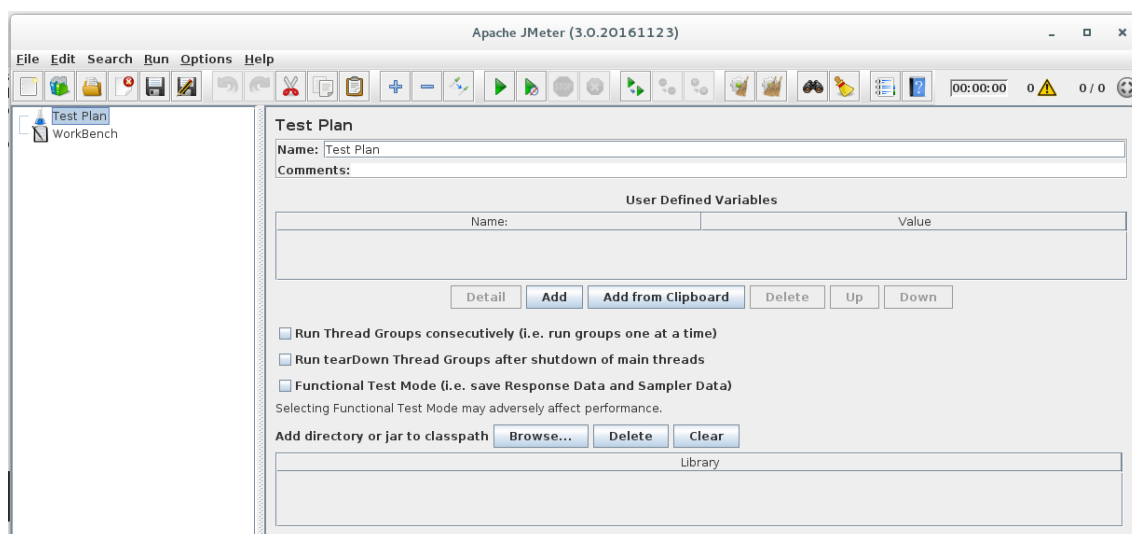 Apache JMeter (3.0.20161123)
File Edit Search Run Options Help
00:00:00 0 0 / 0
Test Plan
WorkBench
Test Plan
Name: Test Plan
Comments:
User Defined Variables
Name: Value
Detail Add Add from Clipboard Delete Up Down
Run Thread Groups consecutively (i.e. run groups one at a time)
Run tearDown Thread Groups after shutdown of main threads
Functional Test Mode (i.e. save Response Data and Sampler Data)
Selecting Functional Test Mode may adversely affect performance.
Add directory or jar to classpath Browse... Delete Clear
Library